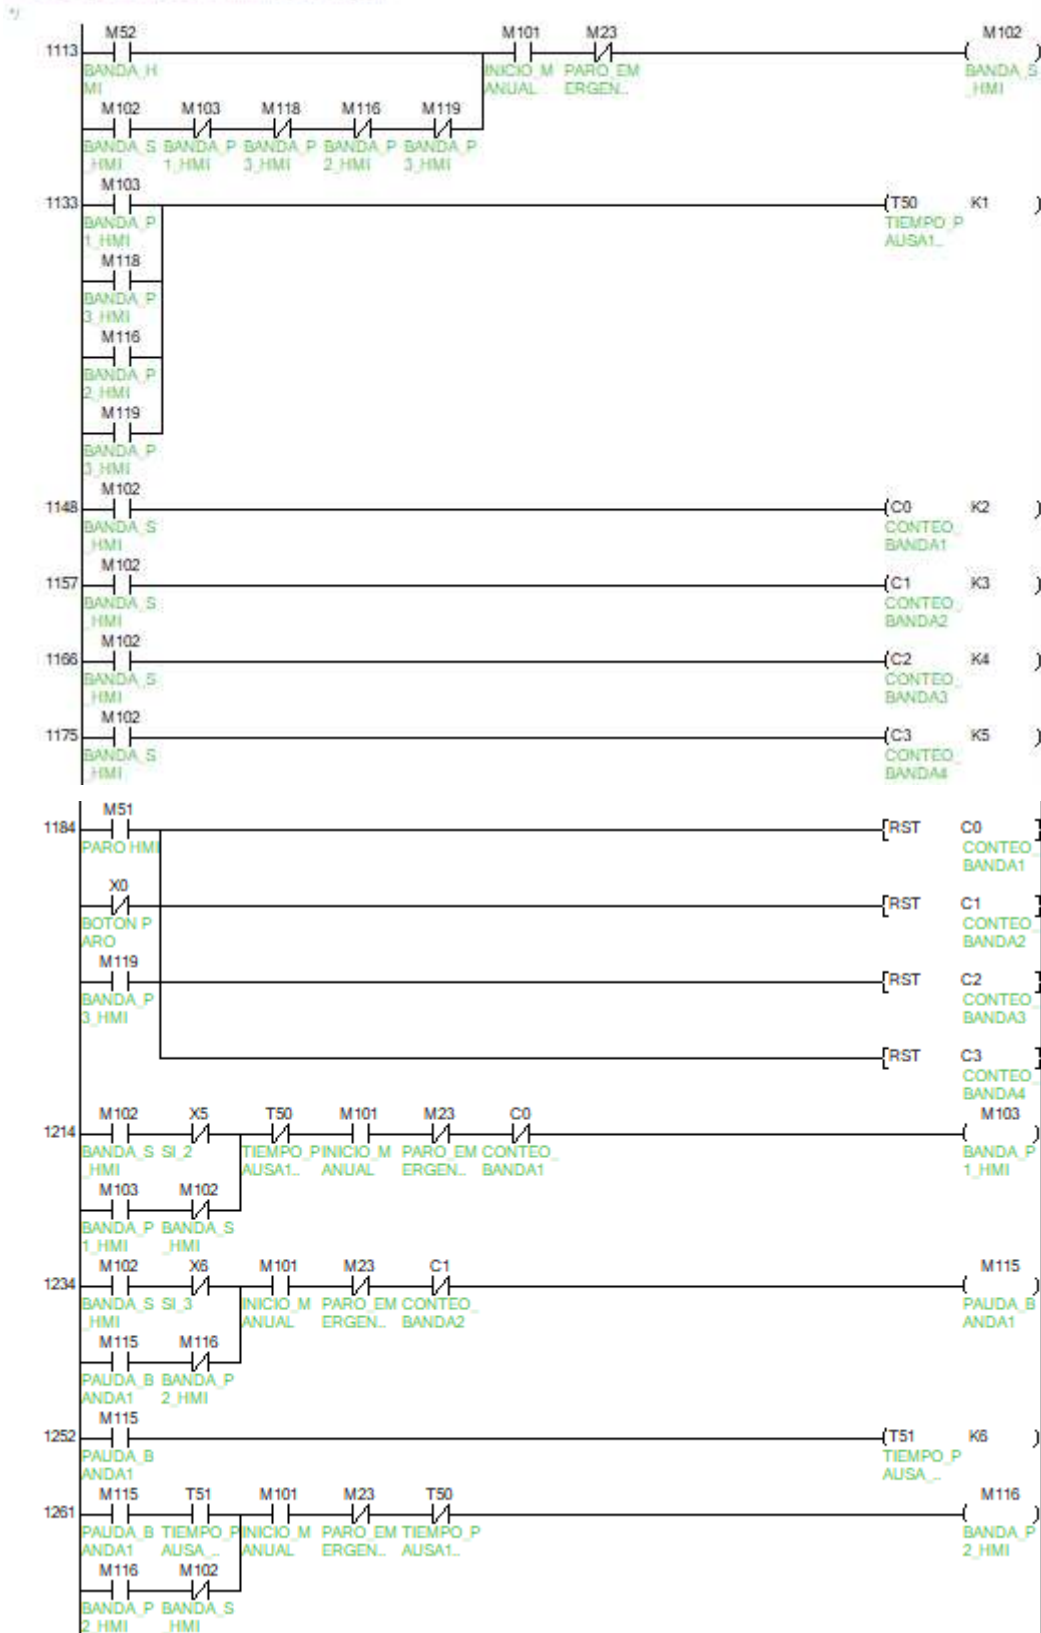 */
M52 M101 M23 M102
1113
BANDA_H INICIO_M PARO_EM BANDA_S
MI ANUAL ERGEN.. _HMI
M102 M103 M118 M116 M119
BANDA_S BANDA_P BANDA_P BANDA_P BANDA_P
_HMI 1_HMI 3_HMI 2_HMI 3_HMI
M103
1133 T50 K1
BANDA_P TIEMPO_P
1_HMI AUSA1..
M118
BANDA_P
3_HMI
M116
BANDA_P
2_HMI
M119
BANDA_P
3_HMI
M102
1148 C0 K2
BANDA_S CONTEO_
_HMI BANDA1
M102
1157 C1 K3
BANDA_S CONTEO_
_HMI BANDA2
M102
1166 C2 K4
BANDA_S CONTEO_
_HMI BANDA3
M102
1175 C3 K5
BANDA_S CONTEO_
_HMI BANDA4
M51
1184 RST C0
PARO HMI CONTEO_
BANDA1
X0
RST C1
BOTON P CONTEO_
ARO BANDA2
M119
RST C2
BANDA_P CONTEO_
3_HMI BANDA3
RST C3
CONTEO_
BANDA4
M102 X5 T50 M101 M23 C0 M103
1214
BANDA_S SI_2 TIEMPO_P INICIO_M PARO_EM CONTEO_ BANDA_P
_HMI AUSA1.. ANUAL ERGEN.. BANDA1 1_HMI
M103 M102
BANDA_P BANDA_S
1_HMI _HMI
M102 X6 M101 M23 C1 M115
1234
BANDA_S SI_3 INICIO_M PARO_EM CONTEO_ PAUDA_B
_HMI ANUAL ERGEN.. BANDA2 ANDA1
M115 M116
PAUDA_B BANDA_P
ANDA1 2_HMI
M115
1252 T51 K6
PAUDA_B TIEMPO_P
ANDA1 AUSA_..
M115 T51 M101 M23 T50 M116
1261
PAUDA_B TIEMPO_P INICIO_M PARO_EM TIEMPO_P BANDA_P
ANDA1 AUSA_.. ANUAL ERGEN.. AUSA1.. 2_HMI
M116 M102
BANDA_P BANDA_S
2_HMI _HMI